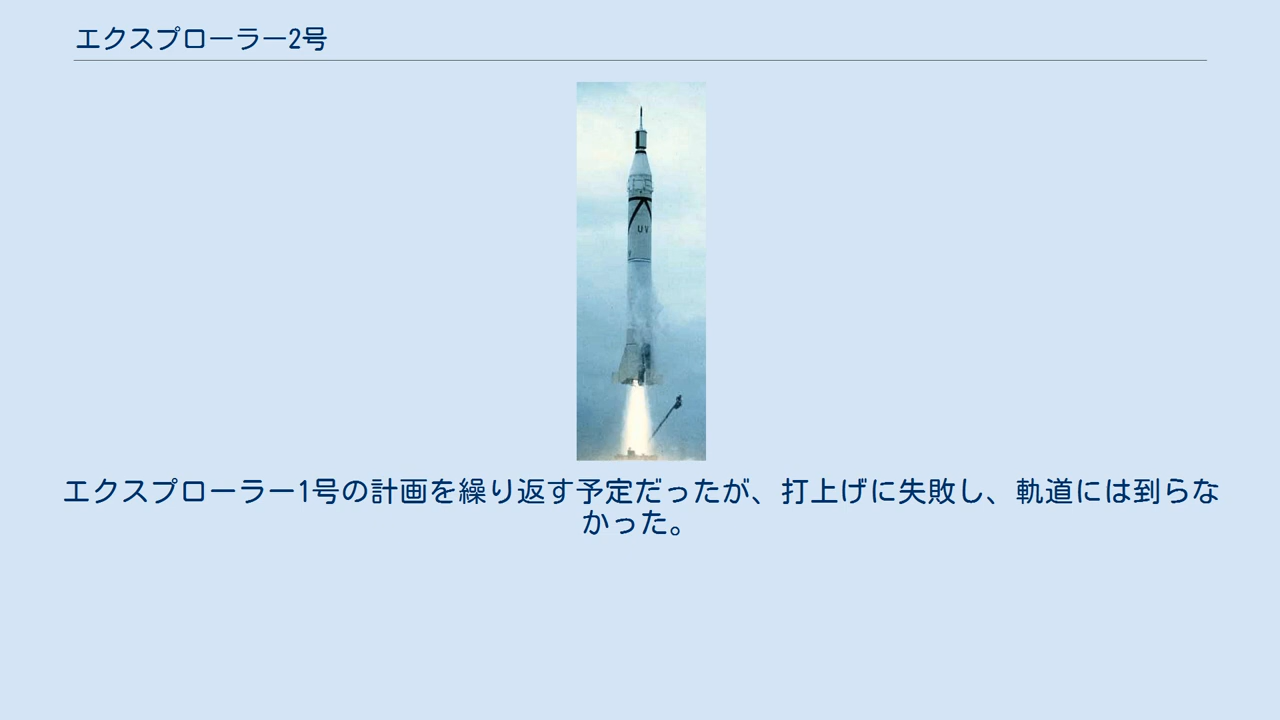 エクスプローラー2号
UV
エクスプローラー1号の計画を繰り返す予定だったが、打上げに失敗し、軌道には到らな
かった。